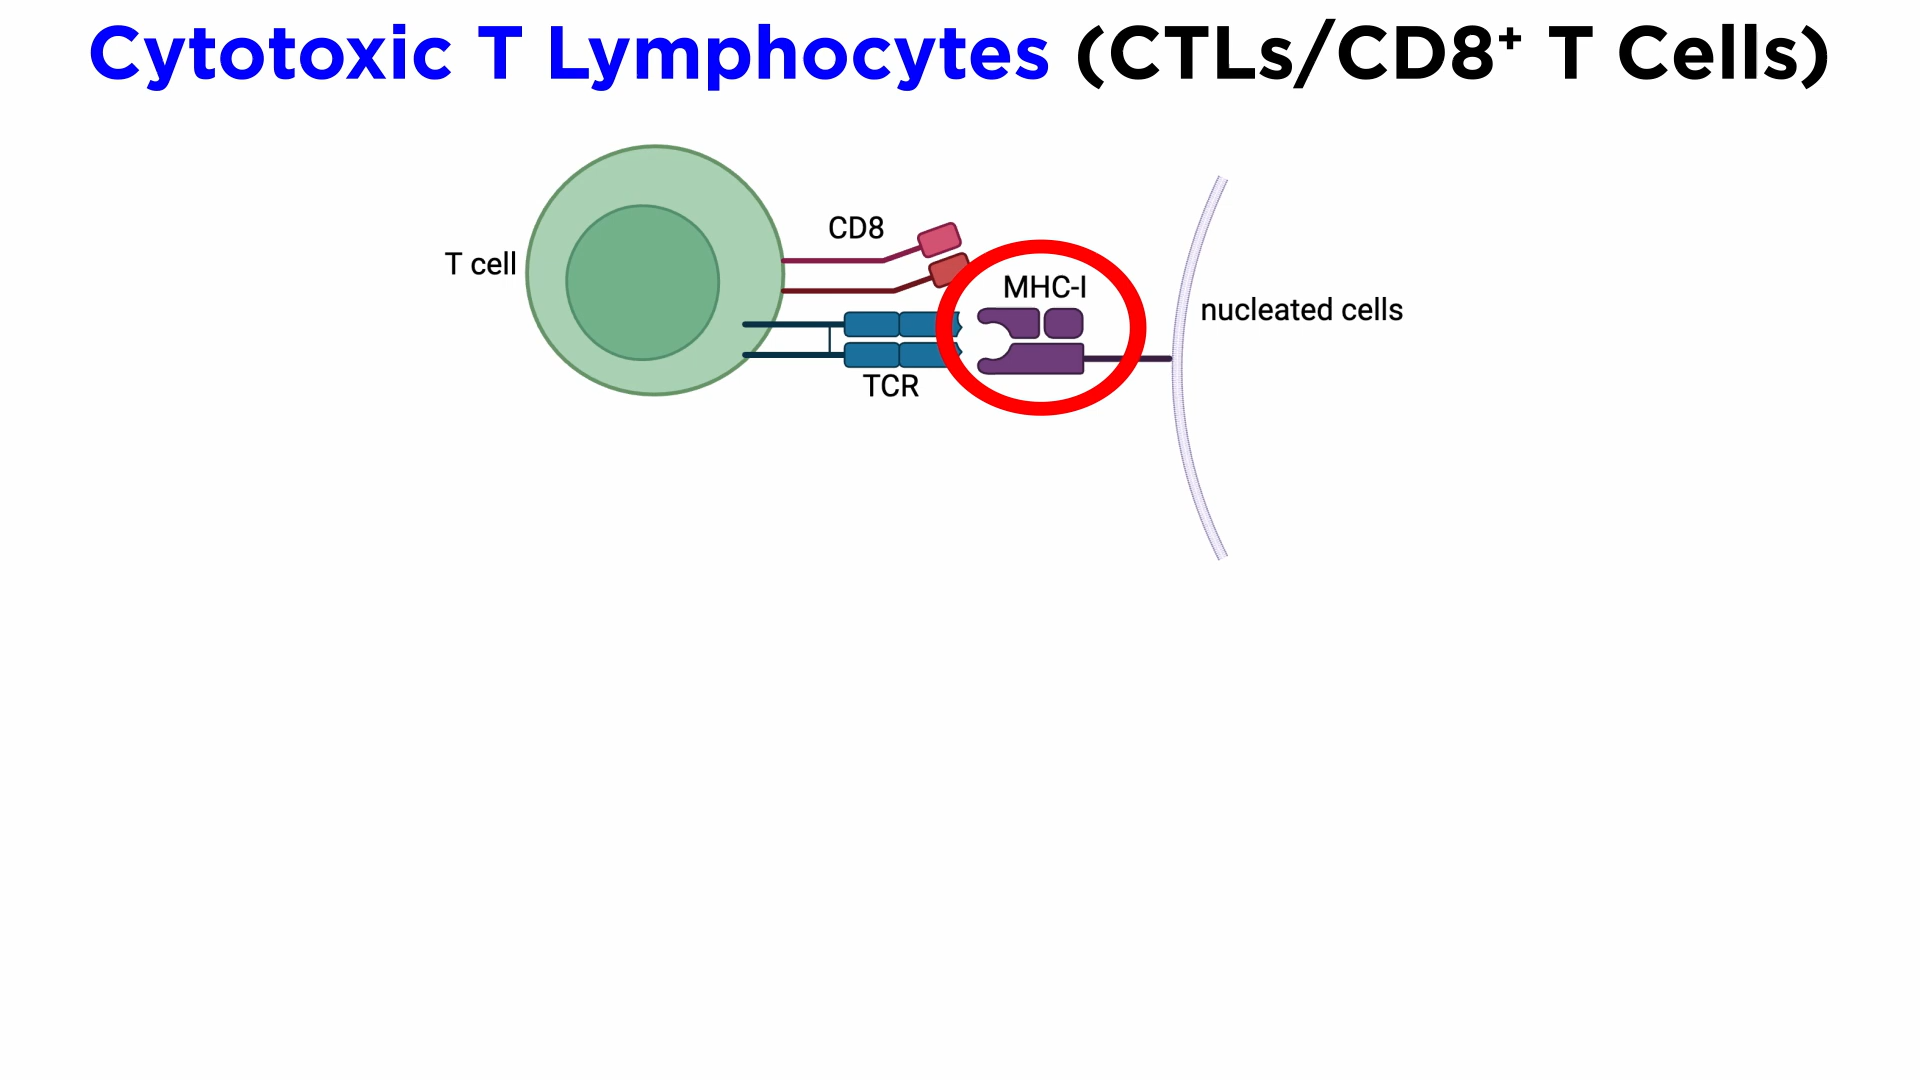 Cytotoxic T Lymphocytes (CTLs/CD8⁺ T Cells)
CD8
T cell
MHC-I
nucleated cells
TCR